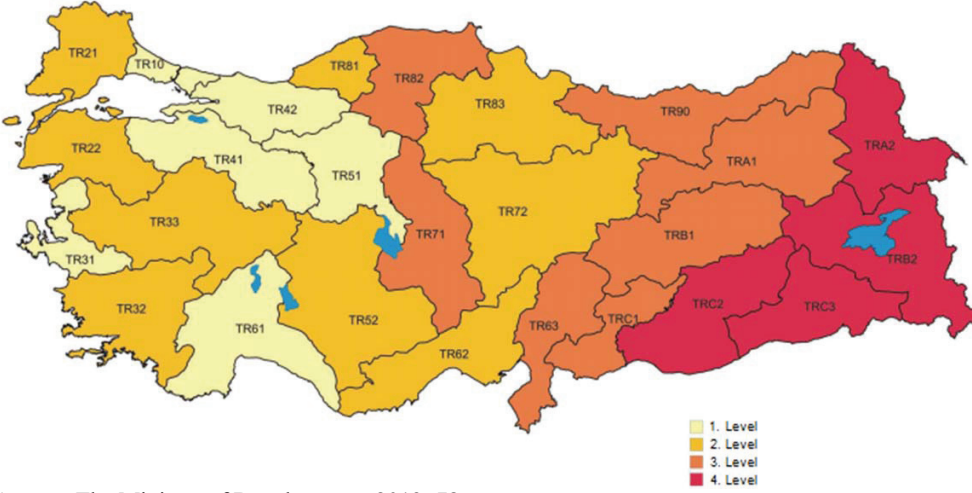 TR21
TR10
TR81
TR82
TR42
TR83
TR90
TR22
TR41
TRA2
TRA1
TR51
TR72
TR33
TR71
TRB1
TR31
TRB2
TR32
TRC2
TRC3
TR52
TR61
TR63
TRC1
TR62
1. Level
2. Level
3. Level
4. Level